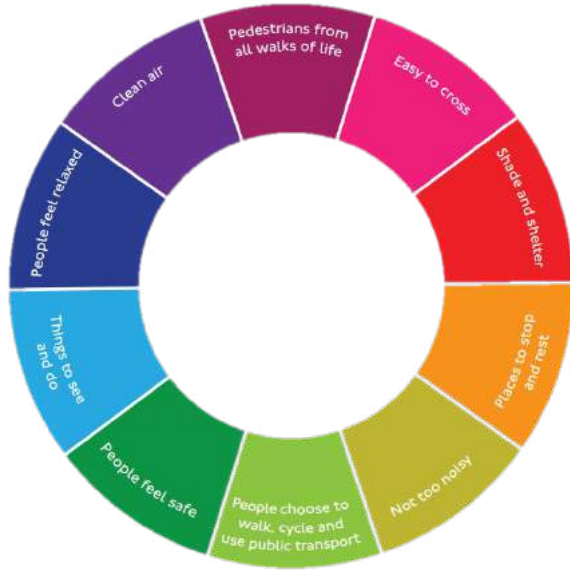 Pedestrians from
all walks of life
Easy to cross
Shade and shelter
Places to stop
and rest
Not too noisy
People choose to
walk, cycle and
use public transport
People feel safe
Things to see
and do
People feel relaxed
Clean air